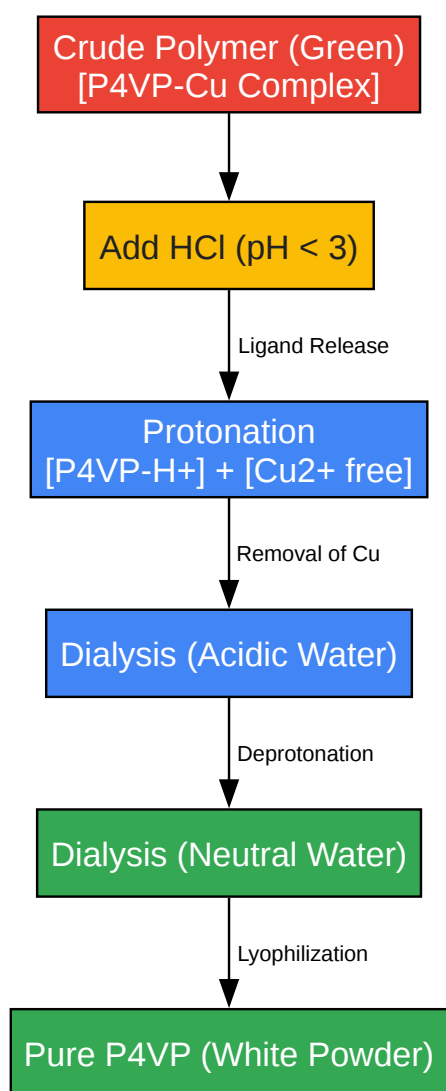 Crude Polymer (Green)
[P4VP-Cu Complex]
Add HCl (pH < 3)
Ligand Release
Protonation
[P4VP-H+] + [Cu2+ free]
Removal of Cu
Dialysis (Acidic Water)
Deprotonation
Dialysis (Neutral Water)
Lyophilization
Pure P4VP (White Powder)